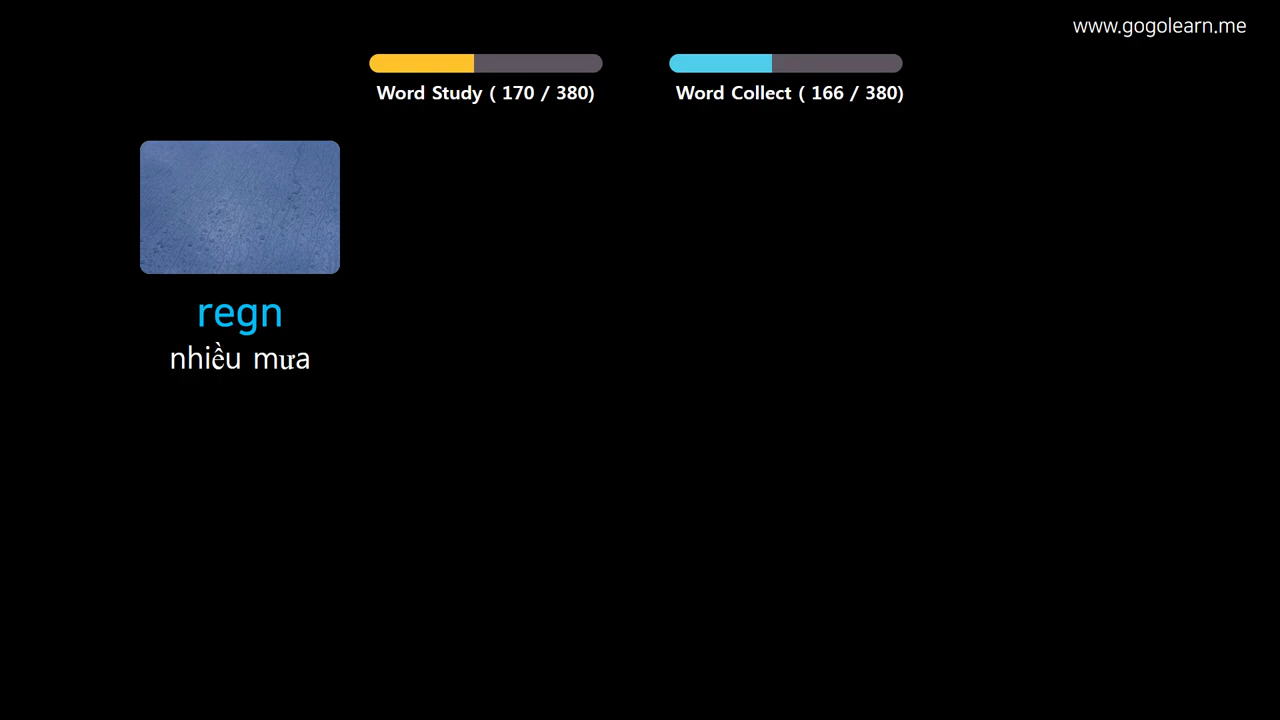 www.gogolearn.me
Word Study ( 170 / 380)
Word Collect ( 166 / 380)
regn
nhiều mưa